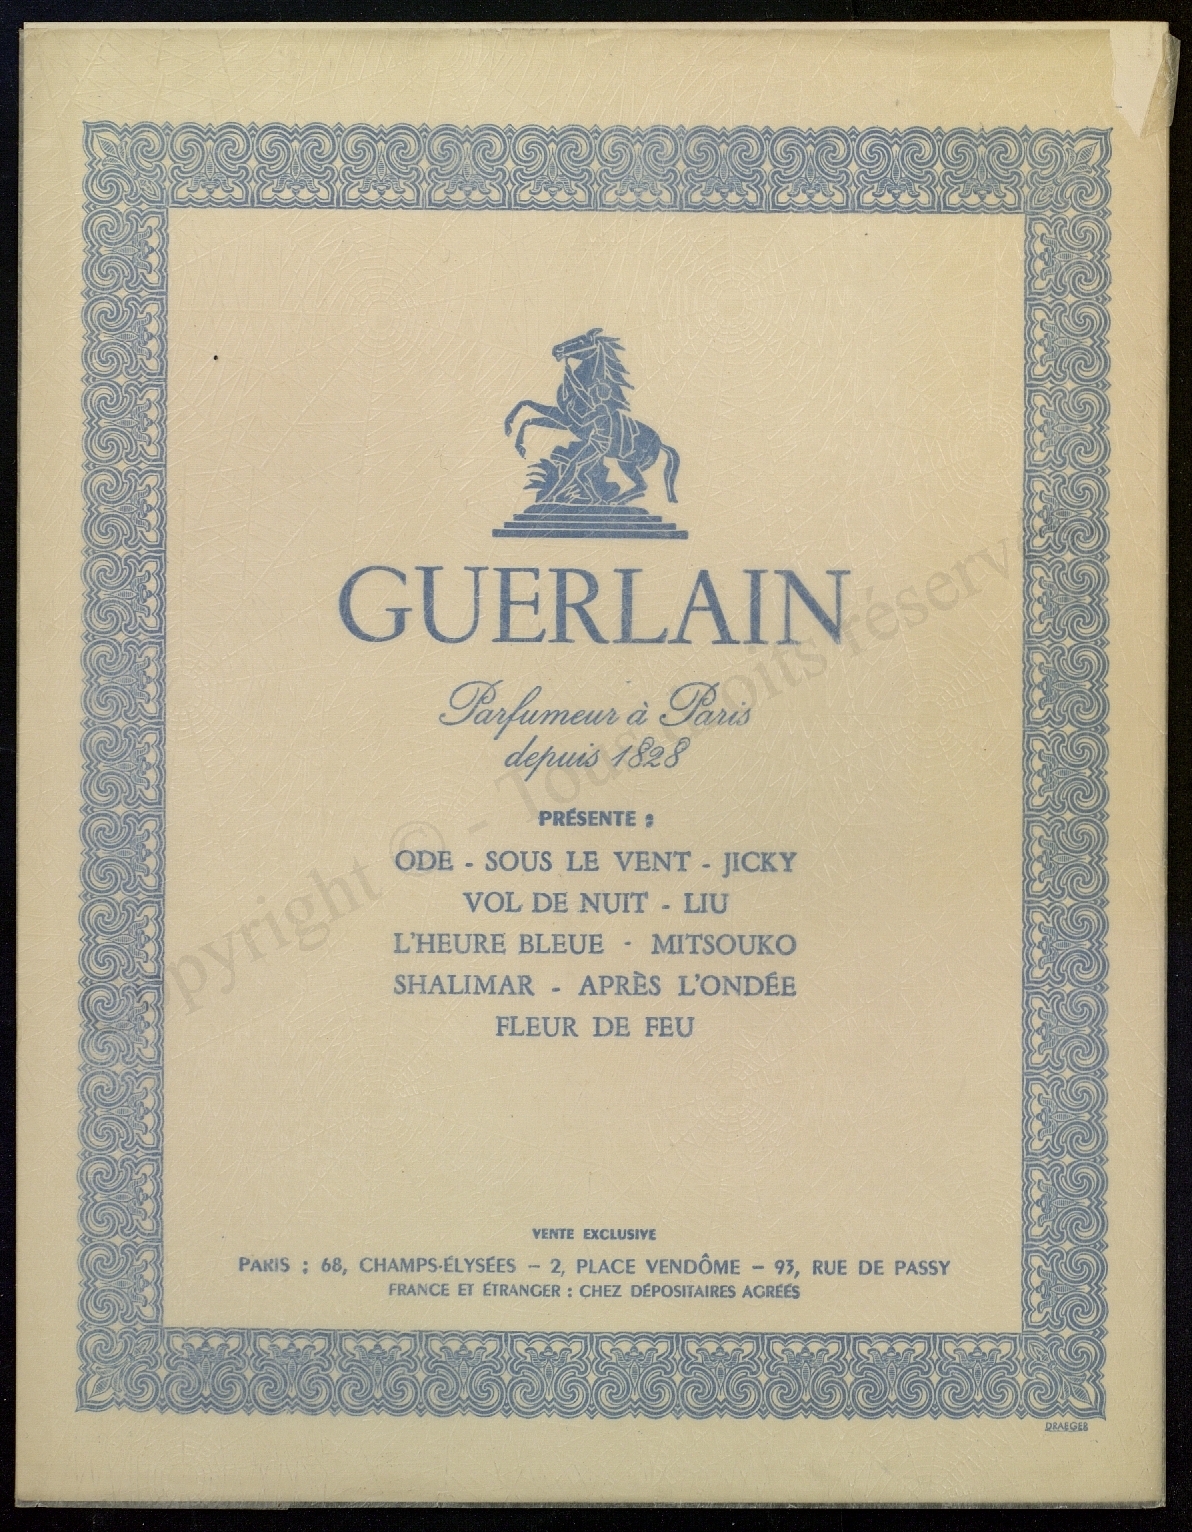 GUERLAIN
Parfumeur à Paris
depuis 1828
PRÉSENTE :
ODE - SOUS LE VENT - JICKY
VOL DE NUIT - LIU
L'HEURE BLEUE - MITSOUKO
SHALIMAR - APRÈS L'ONDÉE
FLEUR DE FEU
VENTE EXCLUSIVE
PARIS : 68, CHAMPS-ÉLYSÉES – 2, PLACE VENDÔME – 93, RUE DE PASSY
FRANCE ET ÉTRANGER : CHEZ DÉPOSITAIRES AGRÉÉS
DRAEGER
opyright © - Tous droits réserv